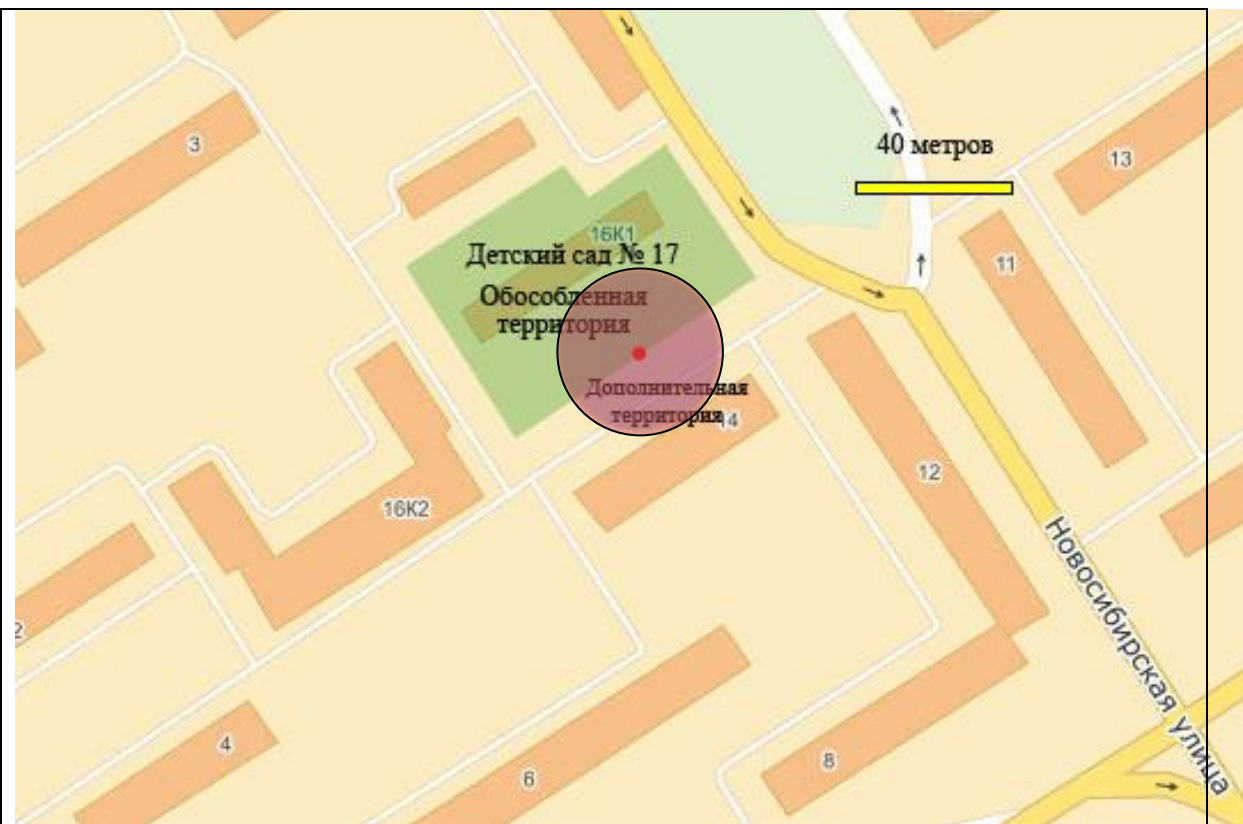 3
40 метров
13
16К1
Детский сад № 17
11
Обособленная
территория
Дополнительная
территория
14
12
16К2
Новосибирская улица
2
4
6
8